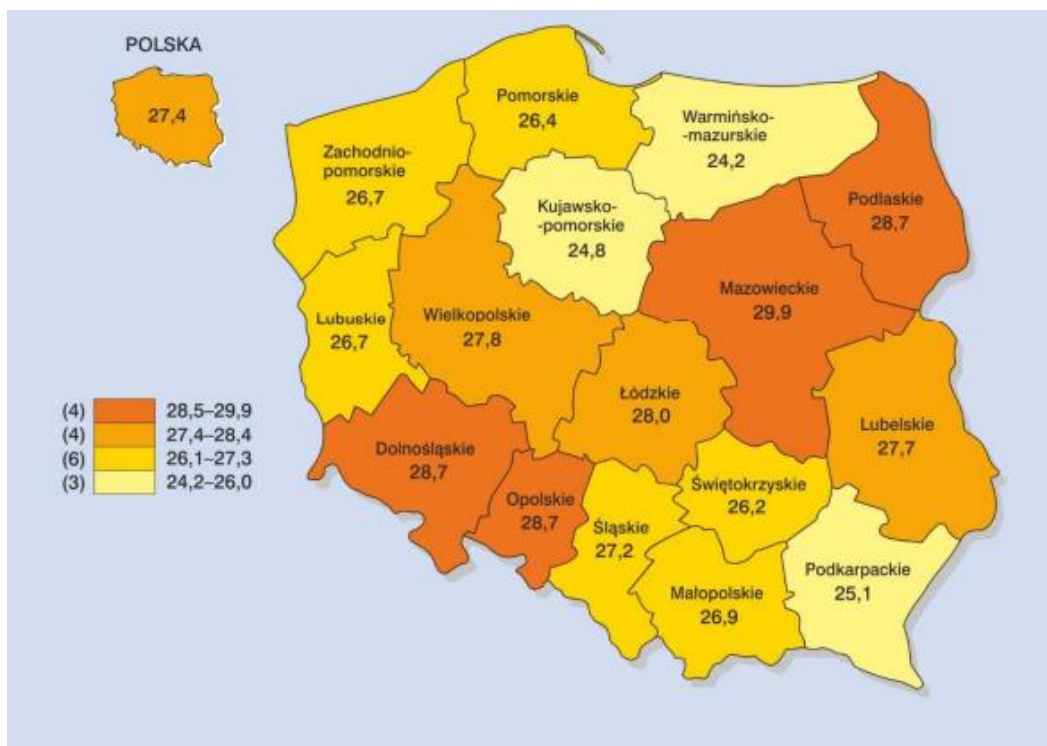 POLSKA
27,4
Pomorskie
26,4
Warmińsko-
-mazurskie
24,2
Zachodnio-
pomorskie
26,7
Kujawsko-
-pomorskie
24,8
Podlaskie
28,7
Mazowieckie
29,9
Lubuskie
26,7
Wielkopolskie
27,8
Łódzkie
28,0
Lubelskie
27,7
Dolnośląskie
28,7
Opolskie
28,7
Śląskie
27,2
Świętokrzyskie
26,2
Małopolskie
26,9
Podkarpackie
25,1
(4) 28,5–29,9
(4) 27,4–28,4
(6) 26,1–27,3
(3) 24,2–26,0